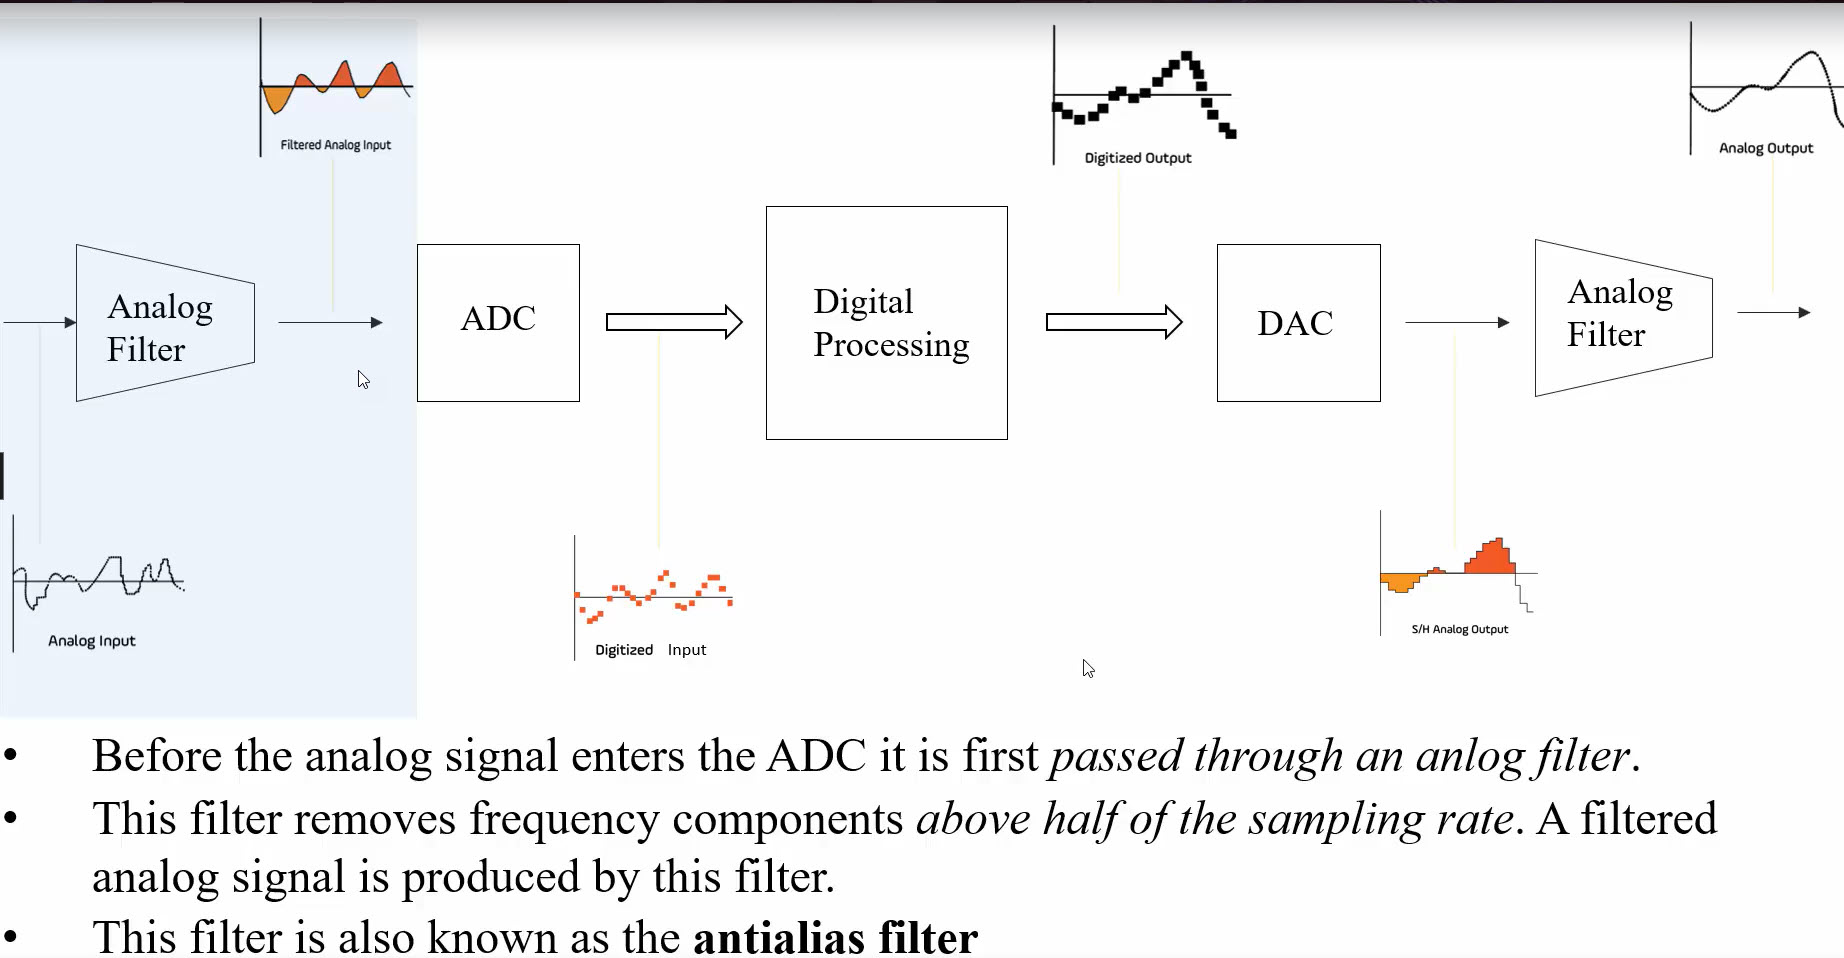 Filtered Analog Input
Digitized Output
Analog Output
Analog
Filter
ADC
Digital
Processing
DAC
Analog
Filter
Analog Input
Digitized Input
S/H Analog Output
• Before the analog signal enters the ADC it is first passed through an anlog filter.
• This filter removes frequency components above half of the sampling rate. A filtered
analog signal is produced by this filter.
• This filter is also known as the antialias filter